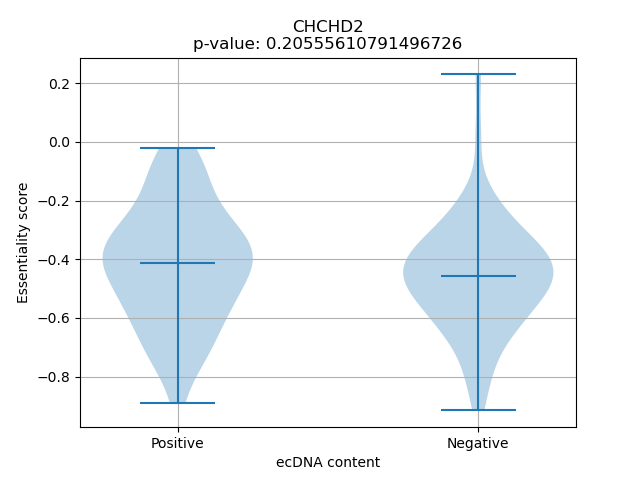 CHCHD2
p-value: 0.20555610791496726
Essentiality score
0.2
0.0
−0.2
−0.4
−0.6
−0.8
Positive
Negative
ecDNA content